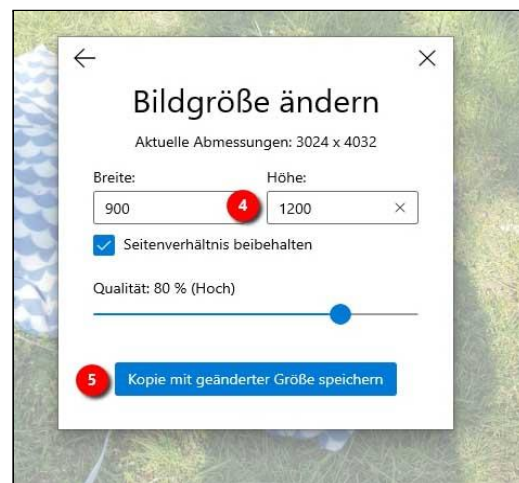 Bildgröße ändern
Aktuelle Abmessungen: 3024 x 4032
Breite: Höhe:
900 4 1200
Seitenverhältnis beibehalten
Qualität: 80 % (Hoch)
5 Kopie mit geänderter Größe speichern